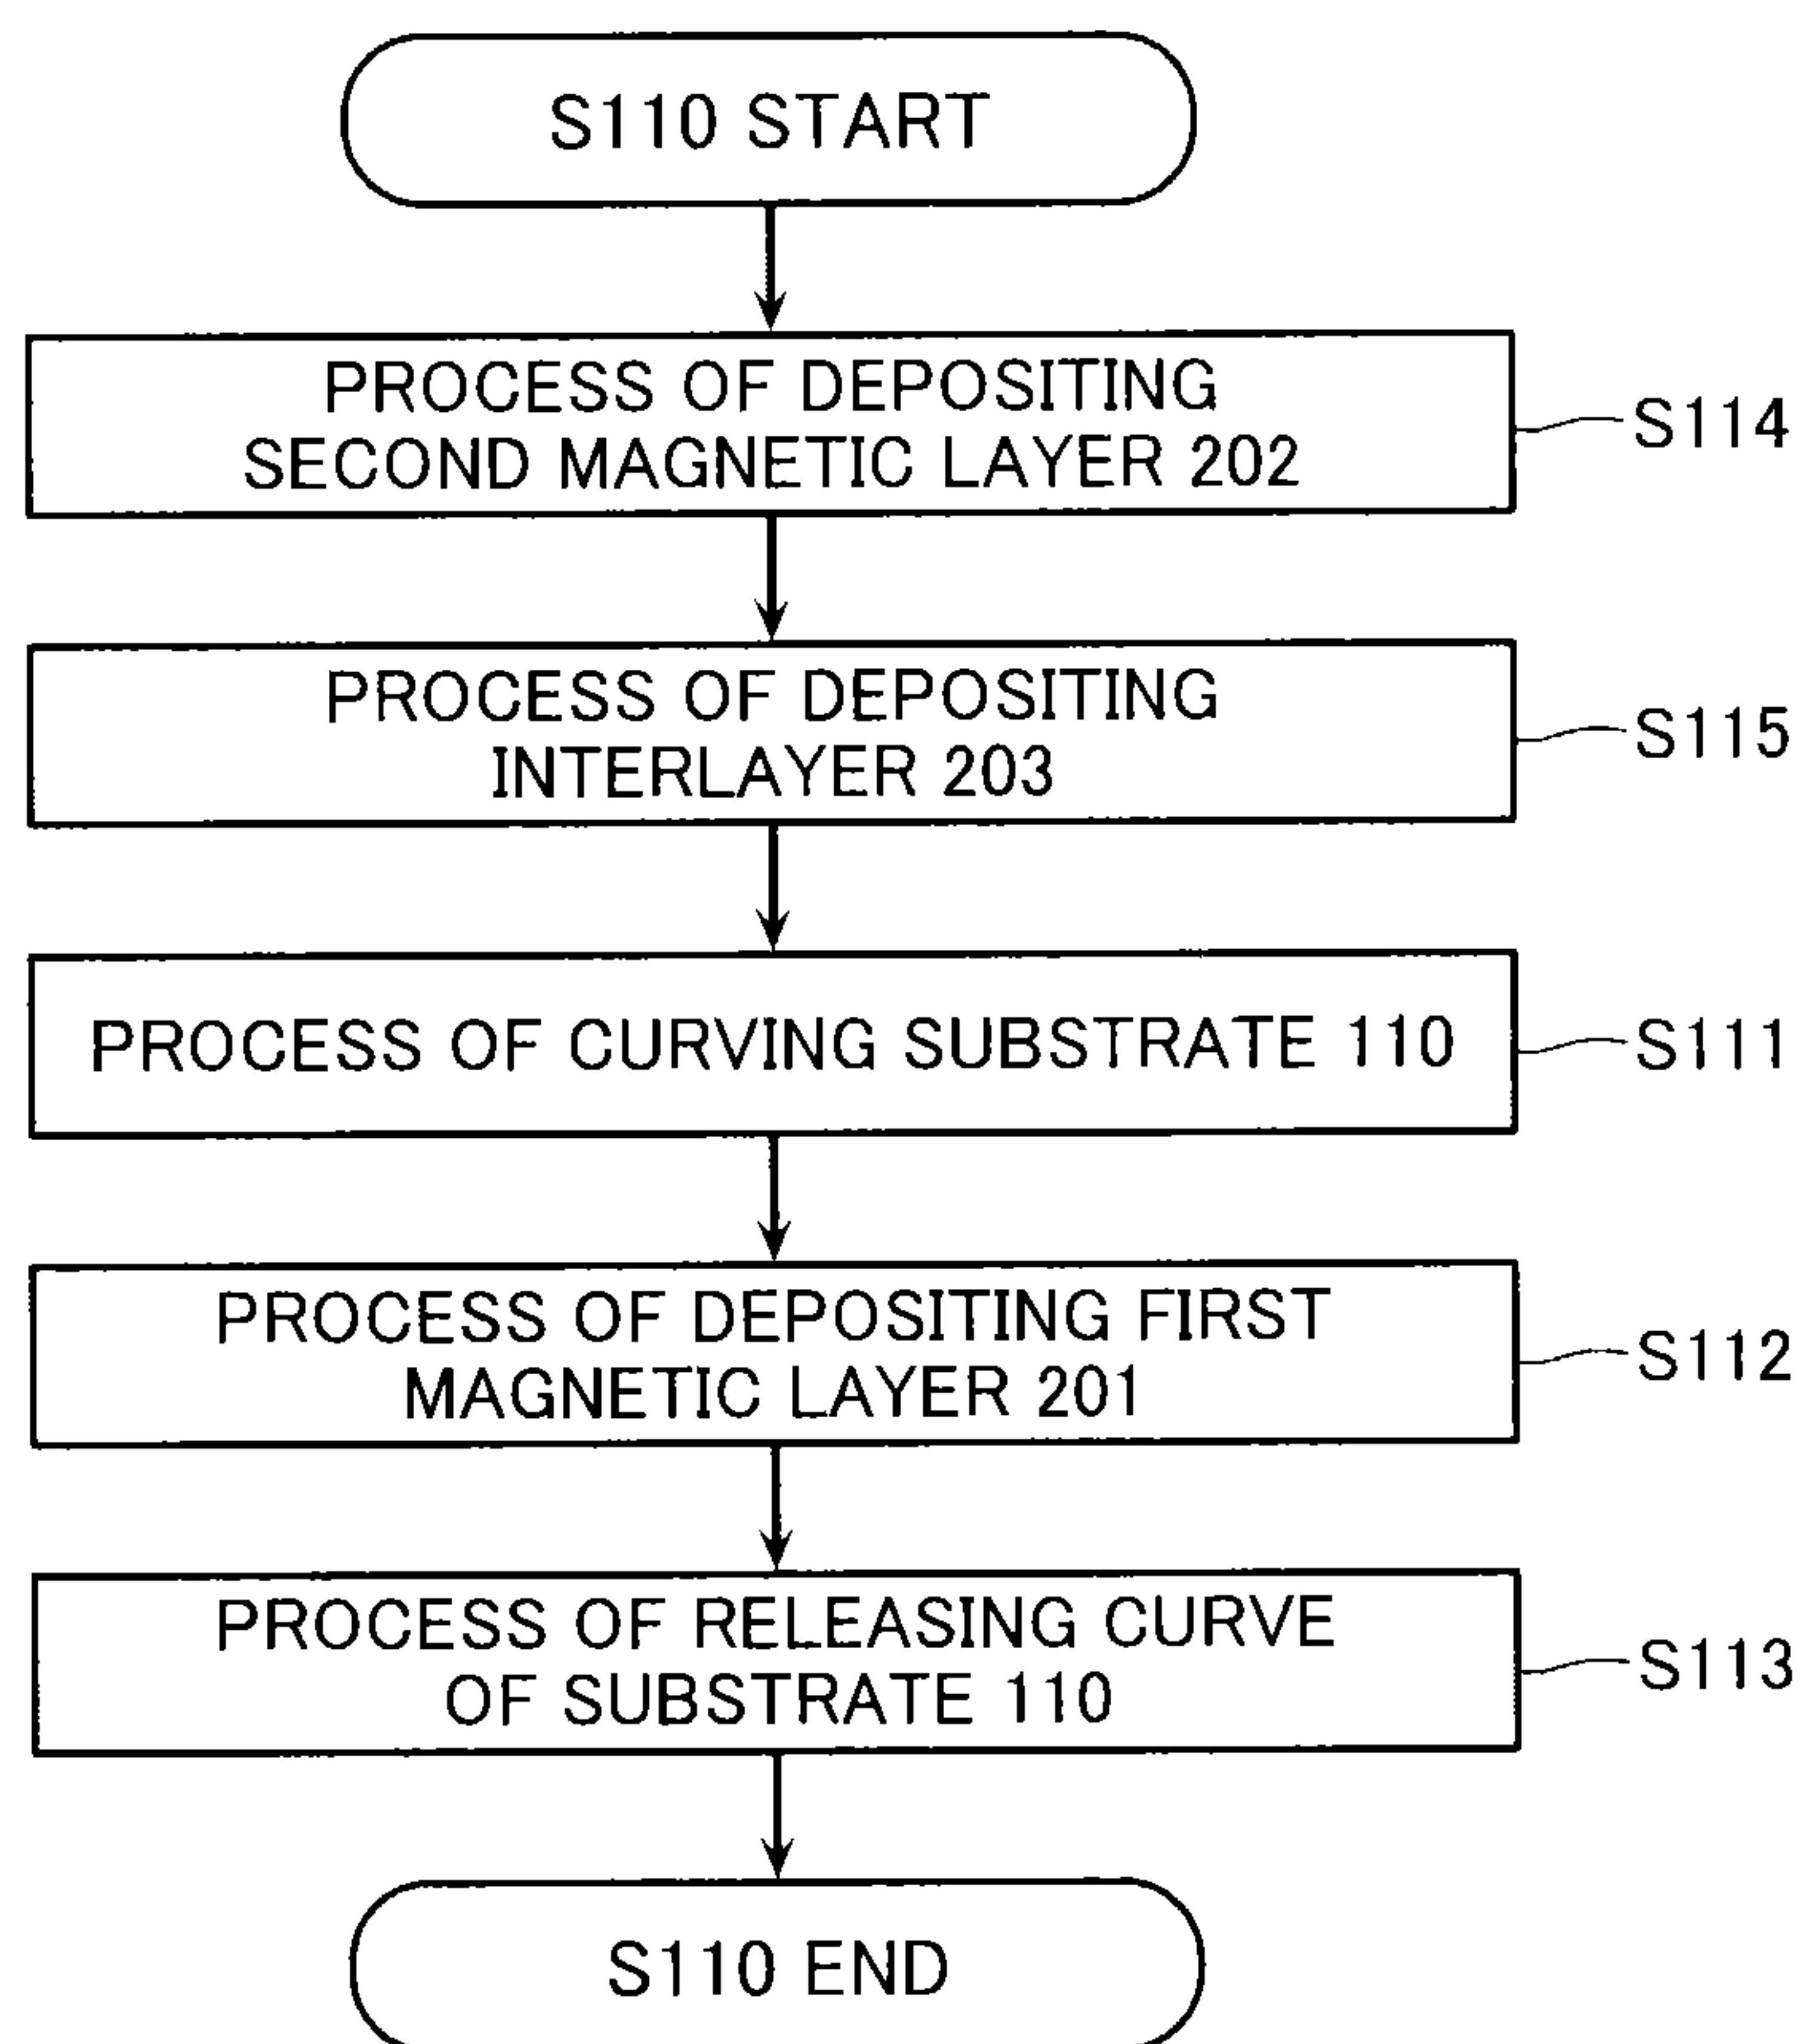 S110 START
PROCESS OF DEPOSITING
SECOND MAGNETIC LAYER 202
S114
PROCESS OF DEPOSITING
INTERLAYER 203
S115
PROCESS OF CURVING SUBSTRATE 110
S111
PROCESS OF DEPOSITING FIRST
MAGNETIC LAYER 201
S112
PROCESS OF RELEASING CURVE
OF SUBSTRATE 110
S113
S110 END